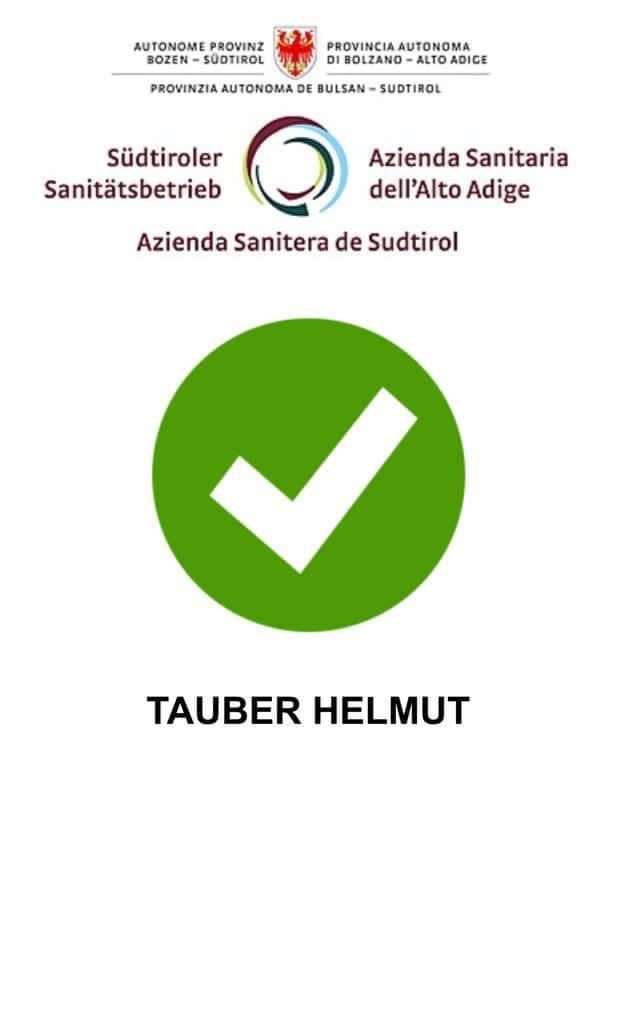 AUTONOME PROVINZ
BOZEN – SÜDTIROL
PROVINCIA AUTONOMA
DI BOLZANO – ALTO ADIGE
PROVINZIA AUTONOMA DE BULSAN – SUDTIROL
Südtiroler
Sanitätsbetrieb
Azienda Sanitaria
dell'Alto Adige
Azienda Sanitera de Sudtirol
TAUBER HELMUT